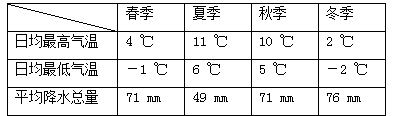 春季 夏季 秋季 冬季
日均最高气温 4 ℃ 11 ℃ 10 ℃ 2 ℃
日均最低气温 －1 ℃ 6 ℃ 5 ℃ －2 ℃
平均降水总量 71 mm 49 mm 71 mm 76 mm